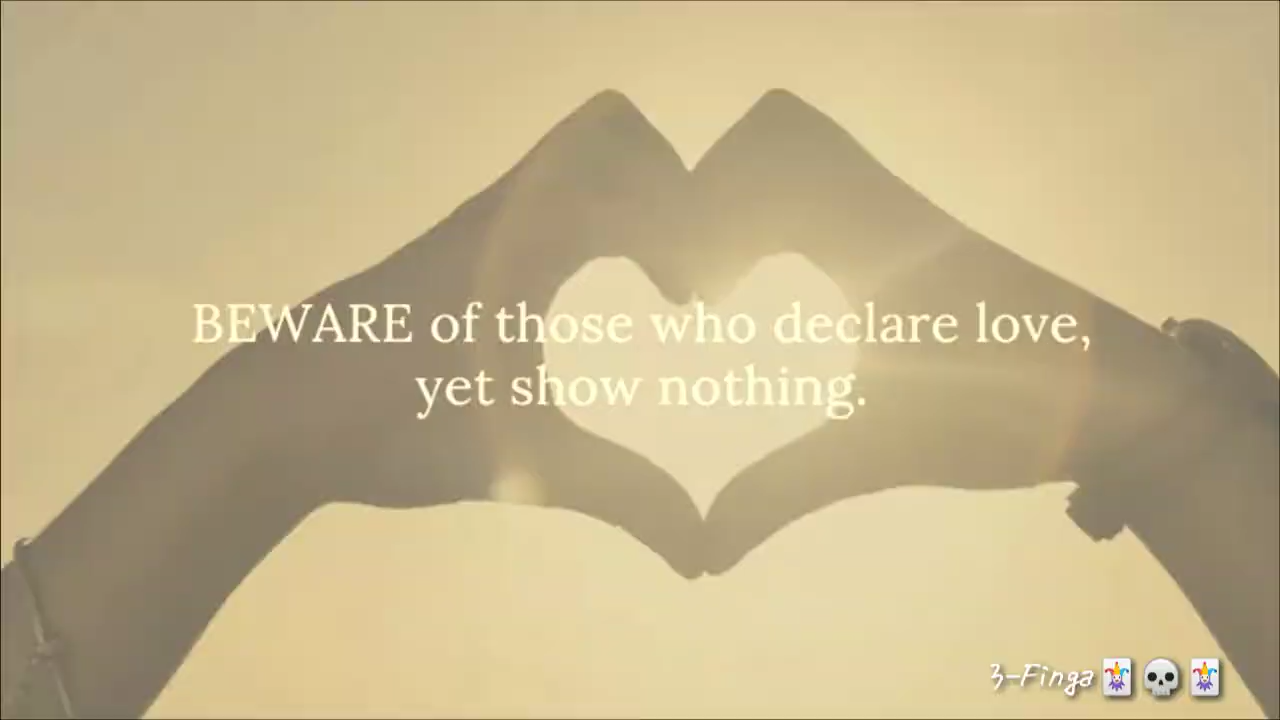 BEWARE of those who declare love,
yet show nothing.
3-Finga🃏💀🃏